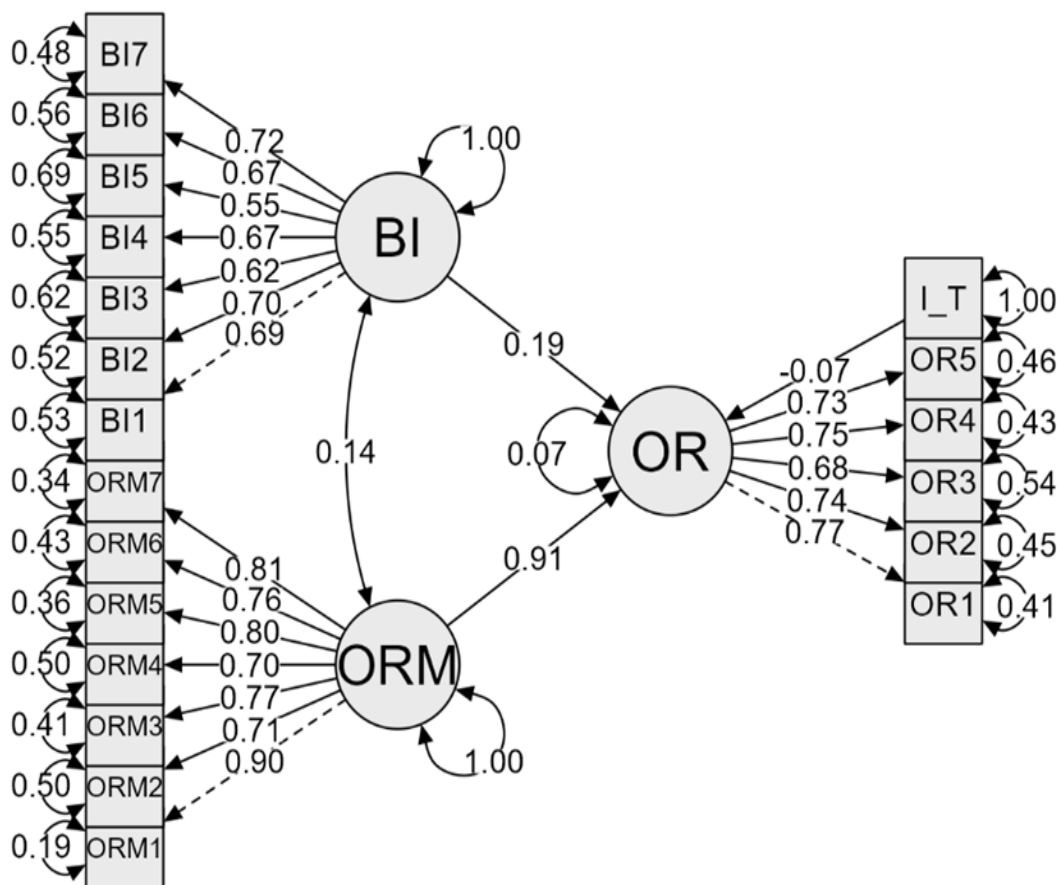 0.48 BI7
0.56 BI6
0.69 BI5
0.55 BI4
0.62 BI3
0.52 BI2
0.53 BI1
0.34 ORM7
0.43 ORM6
0.36 ORM5
0.50 ORM4
0.41 ORM3
0.50 ORM2
0.19 ORM1
0.72
0.67
0.55
0.67
0.62
0.70
0.69
0.81
0.76
0.80
0.70
0.77
0.71
0.90
1.00
BI
0.14
ORM
1.00
0.19
0.91
0.07
OR
-0.07
0.73
0.75
0.68
0.74
0.77
I_T 1.00
OR5 0.46
OR4 0.43
OR3 0.54
OR2 0.45
OR1 0.41